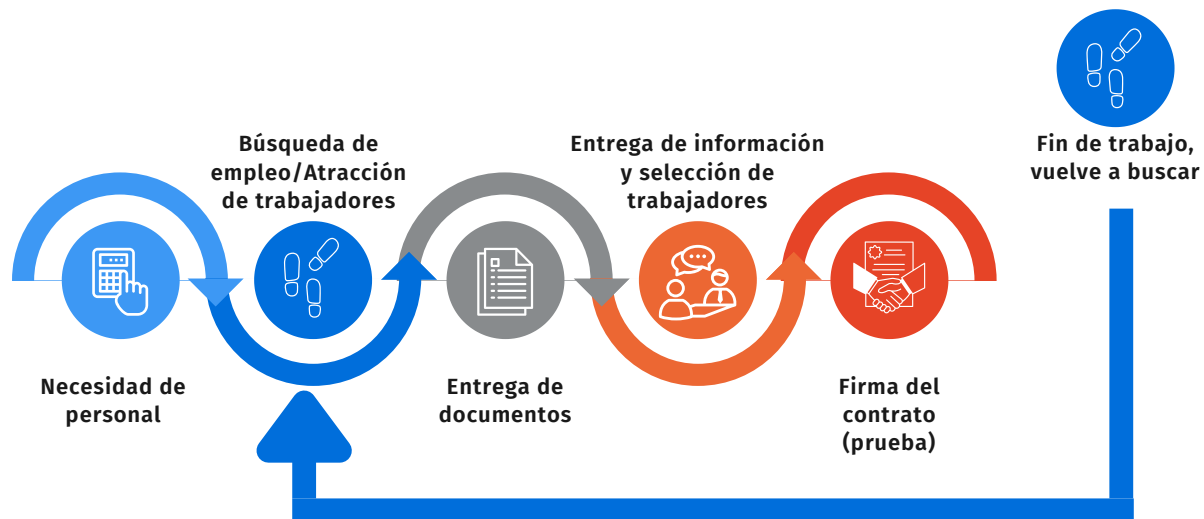 Necesidad de
personal
Búsqueda de
empleo/Atracción
de trabajadores
Entrega de
documentos
Entrega de información
y selección de
trabajadores
Firma del
contrato
(prueba)
Fin de trabajo,
vuelve a buscar